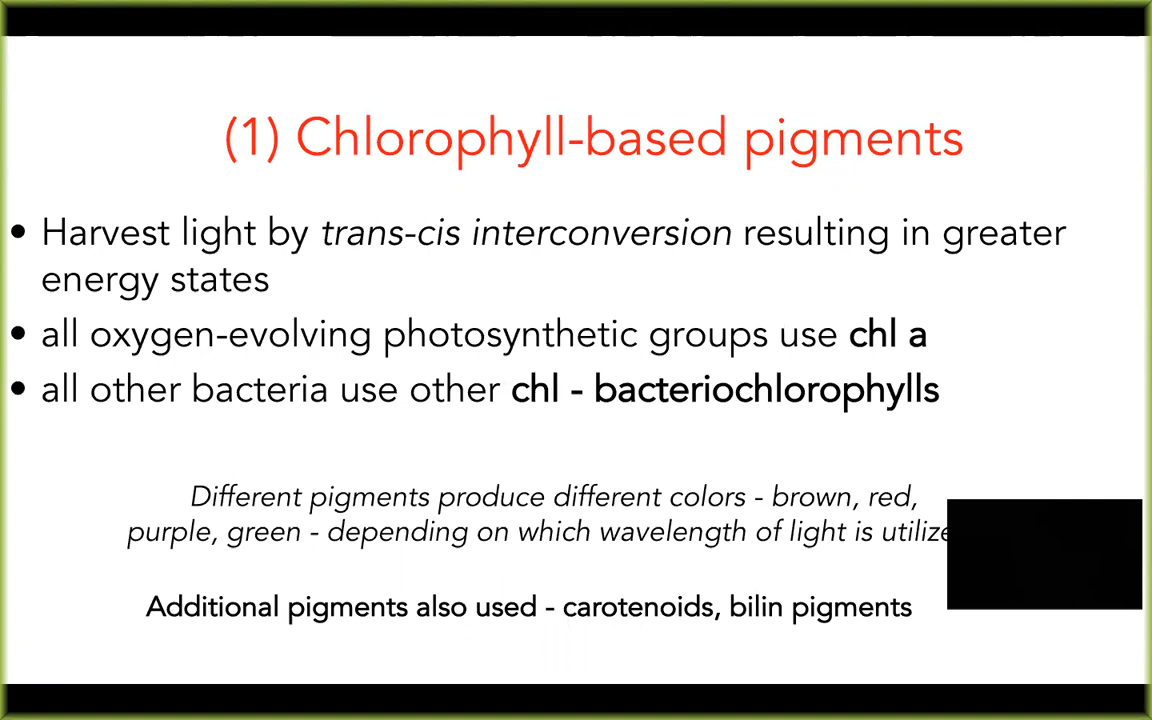 (1) Chlorophyll-based pigments
• Harvest light by trans-cis interconversion resulting in greater
energy states
• all oxygen-evolving photosynthetic groups use chl a
• all other bacteria use other chl - bacteriochlorophylls
Different pigments produce different colors - brown, red,
purple, green - depending on which wavelength of light is
Additional pigments also used - carotenoids, bilin pigments